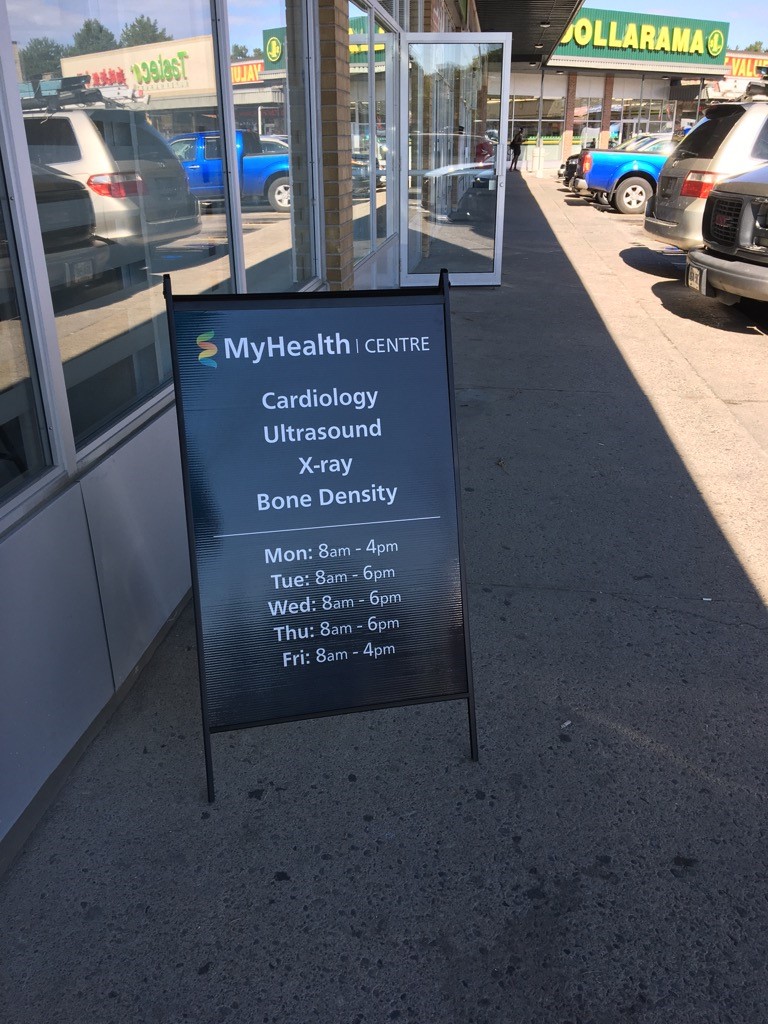 DOLLARAMA
MyHealth | CENTRE
Cardiology
Ultrasound
X-ray
Bone Density
Mon: 8am - 4pm
Tue: 8am - 6pm
Wed: 8am - 6pm
Thu: 8am - 6pm
Fri: 8am - 4pm